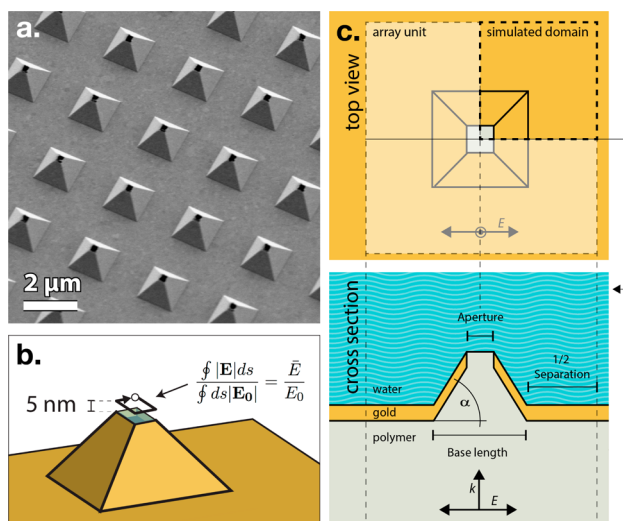 a.
2 µm
b.
5 nm
∮|E|ds / ∮ds|E₀| = Ē / E₀
c.
top view
array unit
simulated domain
E
cross section
Aperture
1/2
Separation
water
gold
α
polymer
Base length
k
E